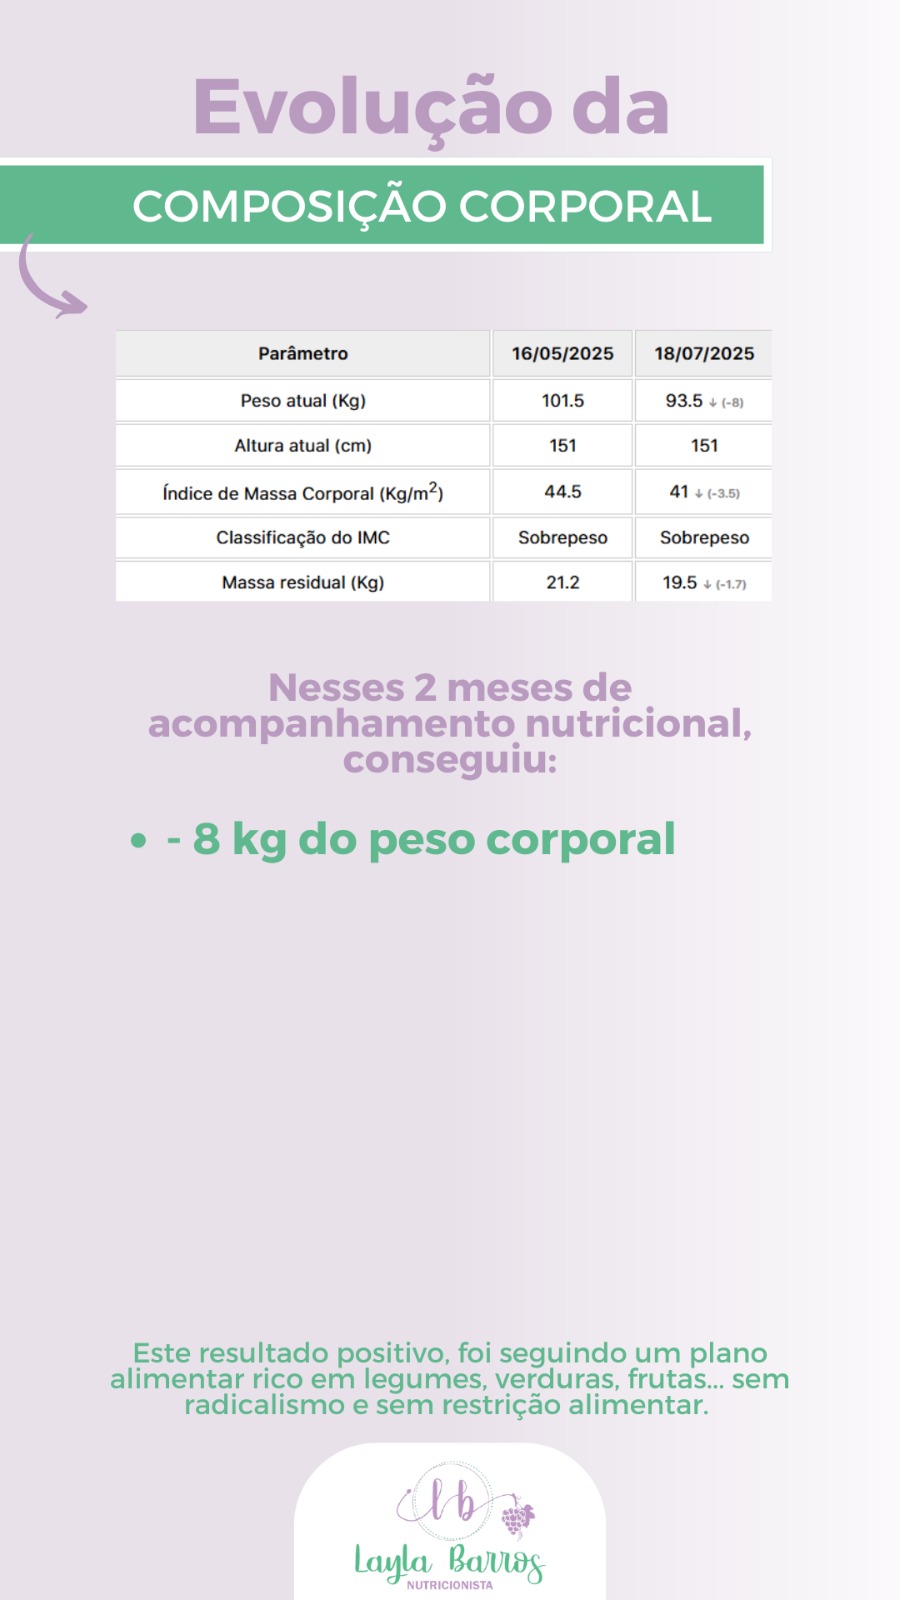 Evolução da
COMPOSIÇÃO CORPORAL
Parâmetro 16/05/2025 18/07/2025
Peso atual (Kg) 101.5 93.5 ↓ (-8)
Altura atual (cm) 151 151
Índice de Massa Corporal (Kg/m²) 44.5 41 ↓ (-3.5)
Classificação do IMC Sobrepeso Sobrepeso
Massa residual (Kg) 21.2 19.5 ↓ (-1.7)
Nesses 2 meses de
acompanhamento nutricional,
conseguiu:
• - 8 kg do peso corporal
Este resultado positivo, foi seguindo um plano
alimentar rico em legumes, verduras, frutas... sem
radicalismo e sem restrição alimentar.
lb
Layla Barros
NUTRICIONISTA